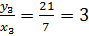 y₃/x₃ = 21/7 = 3